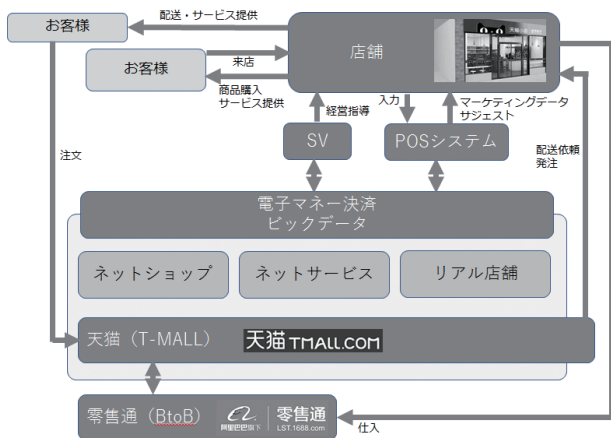 お客様
配送・サービス提供
お客様
来店
商品購入
サービス提供
店舗
経営指導
入力
マーケティングデータ
サジェスト
注文
SV
POSシステム
配送依頼
発注
電子マネー決済
ビックデータ
ネットショップ
ネットサービス
リアル店舗
天猫（T-MALL）
天猫 TMALL.COM
零售通（BtoB）
阿里巴巴旗下
零售通
LST.1688.com
仕入